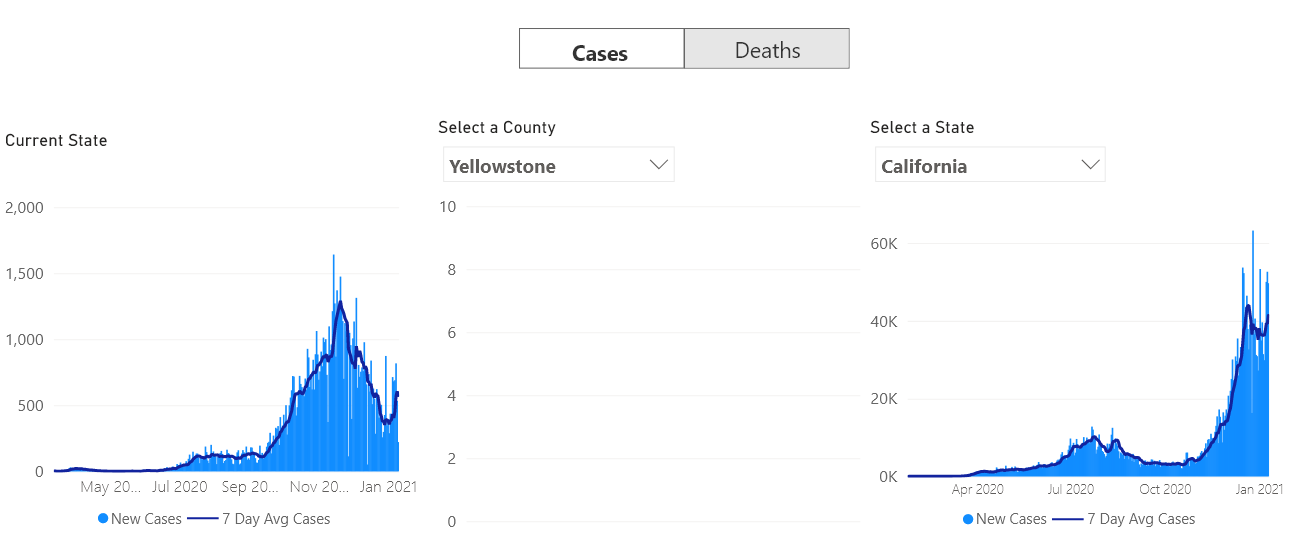 Cases
Deaths
Current State
Select a County
Select a State
Yellowstone
California
2,000
1,500
1,000
500
0
May 20... Jul 2020 Sep 20... Nov 20... Jan 2021
New Cases 7 Day Avg Cases
10
8
6
4
2
0
60K
40K
20K
0K
Apr 2020 Jul 2020 Oct 2020 Jan 2021
New Cases 7 Day Avg Cases